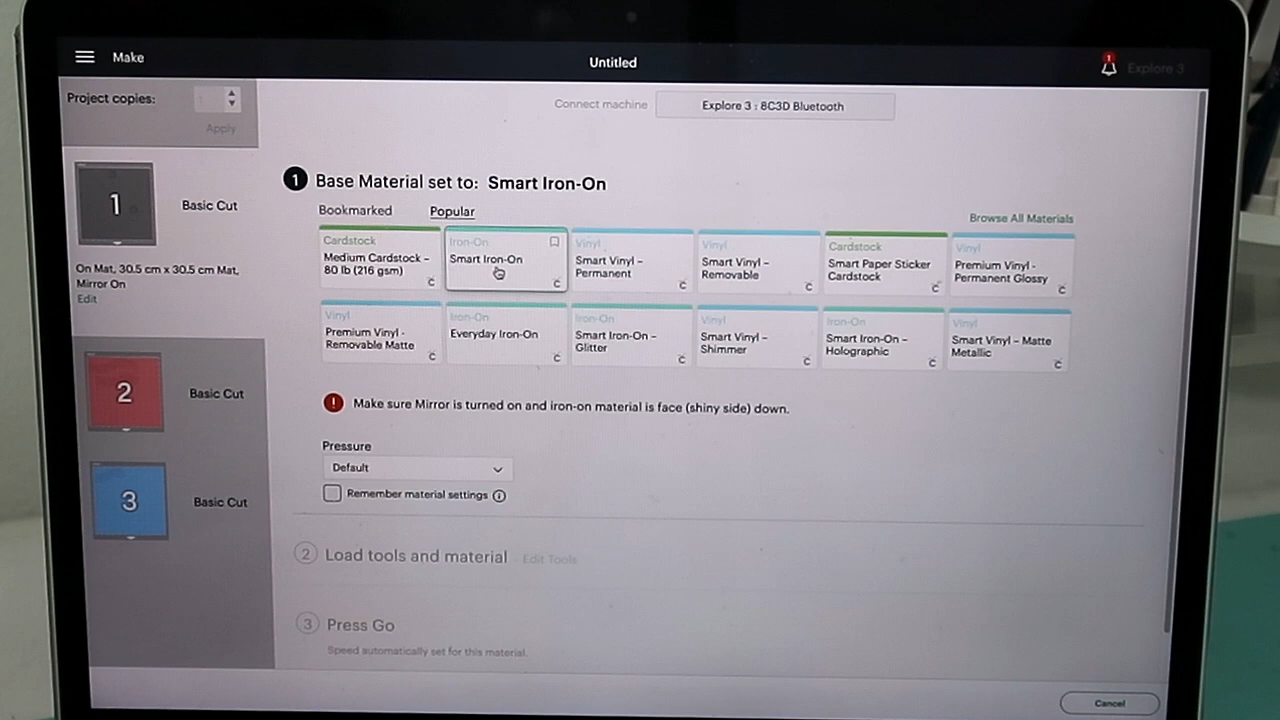 Make
Untitled
1
Explore 3
Project copies:
Apply
Connect machine
Explore 3 : 8C3D Bluetooth
1
Basic Cut
On Mat, 30.5 cm x 30.5 cm Mat,
Mirror On
Edit
2
Basic Cut
3
Basic Cut
1 Base Material set to: Smart Iron-On
Bookmarked
Popular
Browse All Materials
Cardstock
Medium Cardstock –
80 lb (216 gsm)
Iron-On
Smart Iron-On
Vinyl
Smart Vinyl –
Permanent
Vinyl
Smart Vinyl –
Removable
Cardstock
Smart Paper Sticker
Cardstock
Vinyl
Premium Vinyl -
Permanent Glossy
Vinyl
Premium Vinyl -
Removable Matte
Iron-On
Everyday Iron-On
Iron-On
Smart Iron-On –
Glitter
Vinyl
Smart Vinyl –
Shimmer
Iron-On
Smart Iron-On –
Holographic
Vinyl
Smart Vinyl – Matte
Metallic
! Make sure Mirror is turned on and iron-on material is face (shiny side) down.
Pressure
Default
Remember material settings
2 Load tools and material Edit Tools
3 Press Go
Speed automatically set for this material.
Cancel